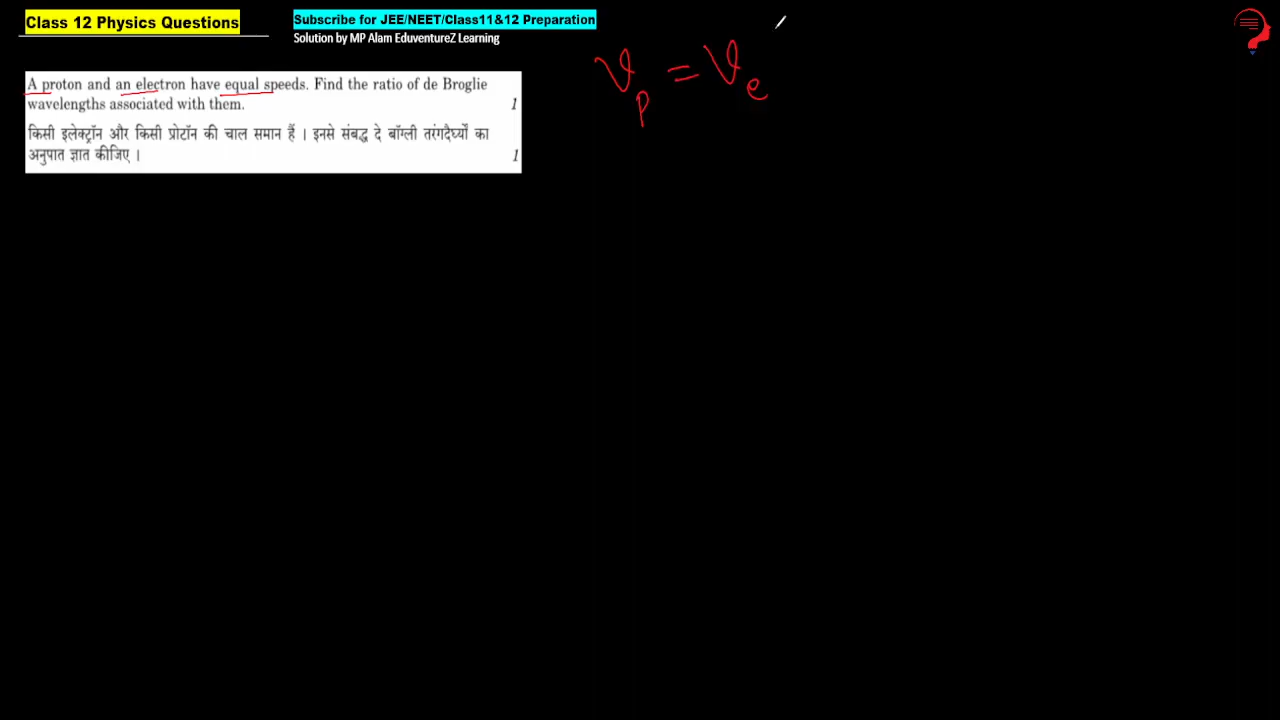 Class 12 Physics Questions
Subscribe for JEE/NEET/Class11&12 Preparation
Solution by MP Alam EduventureZ Learning
A proton and an electron have equal speeds. Find the ratio of de Broglie
wavelengths associated with them. 1
किसी इलेक्ट्रॉन और किसी प्रोटॉन की चाल समान हैं । इनसे संबद्ध दे बॉग्ली तरंगदैर्घ्यों का
अनुपात ज्ञात कीजिए । 1
v_p = v_e